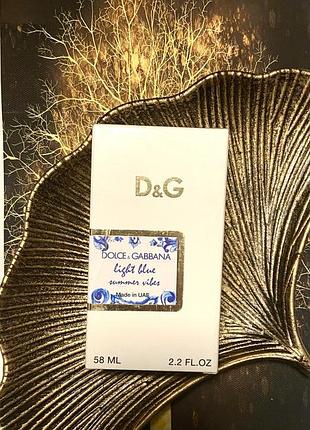 D&G
DOLCE & GABBANA
light blue
summer vibes
Made in UAE
58 ML 2.2 FL.OZ